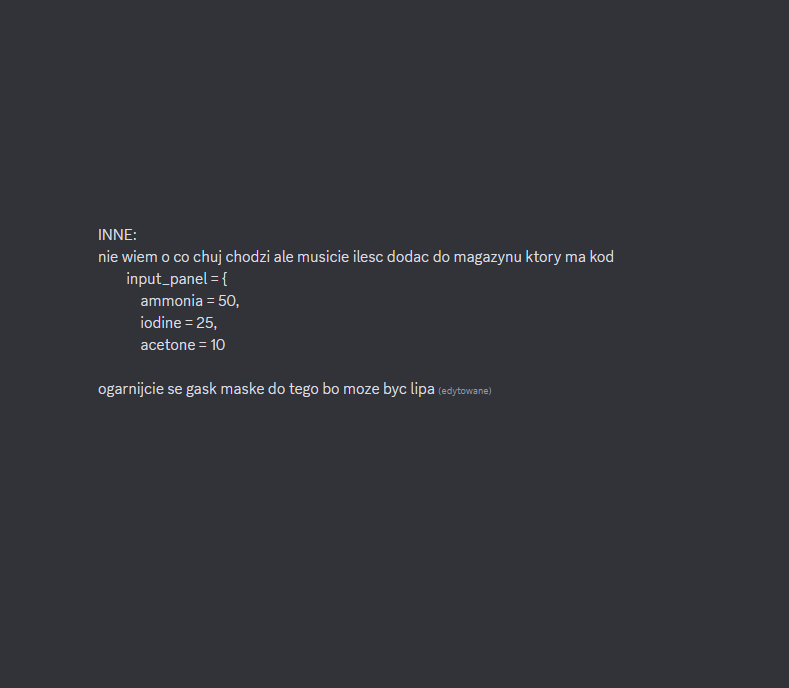 INNE:
nie wiem o co chuj chodzi ale musicie ilesc dodac do magazynu ktory ma kod
input_panel = {
ammonia = 50,
iodine = 25,
acetone = 10
ogarnijcie se gask maske do tego bo moze byc lipa (edytowane)